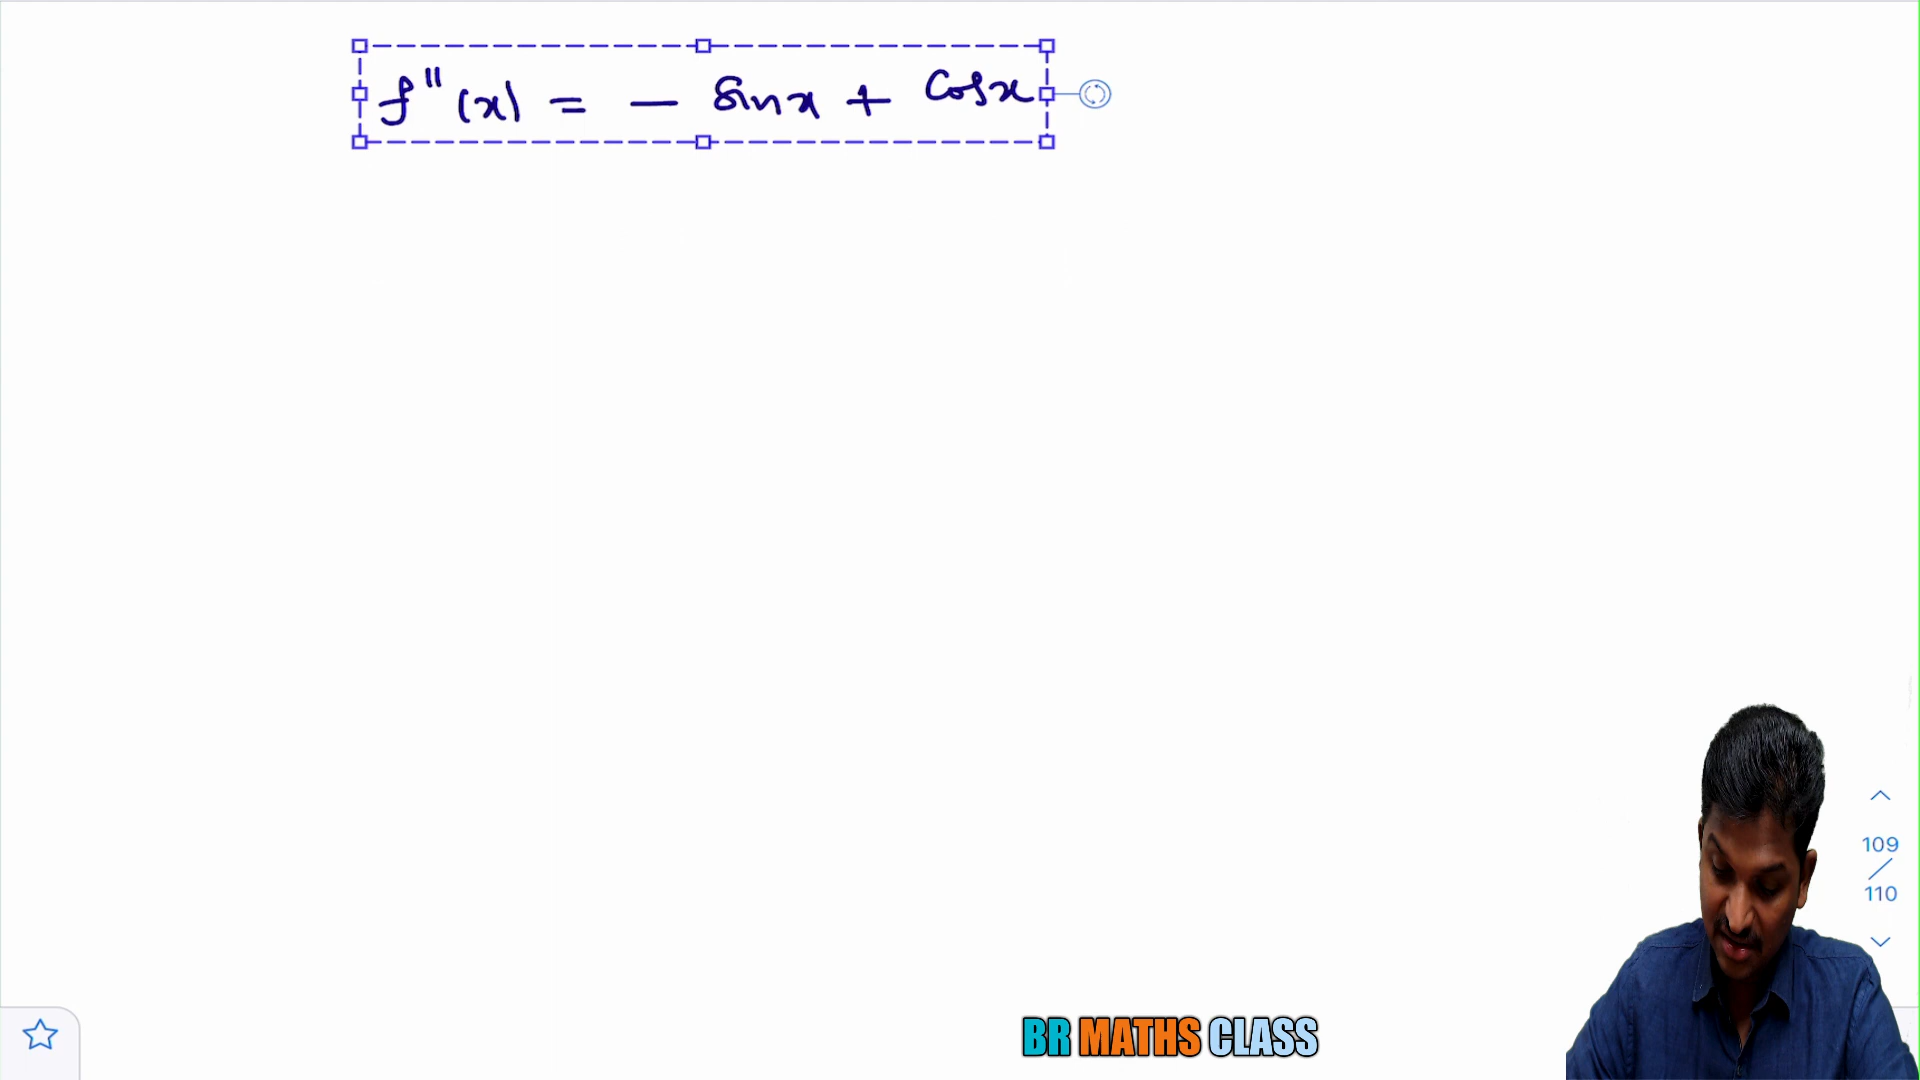 f''(x) = - sinx + cosx
109
/
110
BR MATHS CLASS